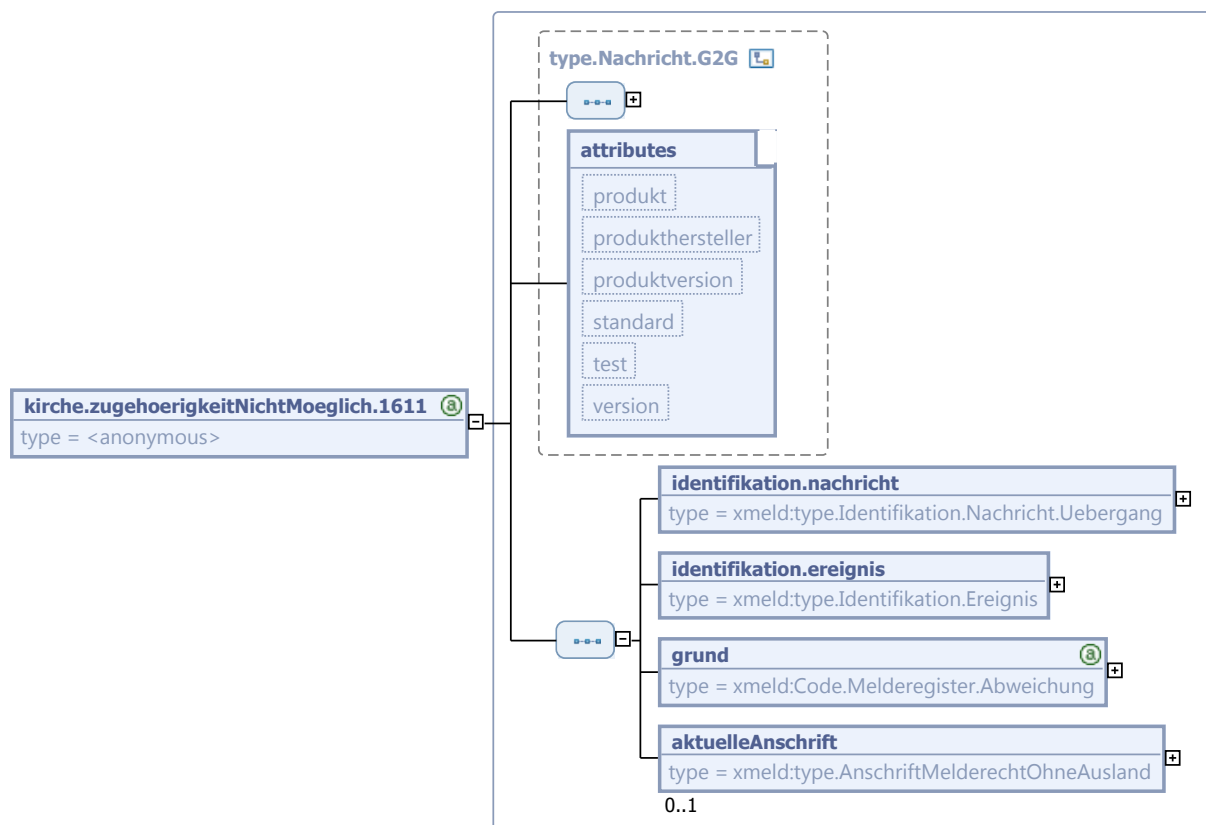 type.Nachricht.G2G
attributes
produkt
produkthersteller
produktversion
standard
test
version
kirche.zugehoerigkeitNichtMoeglich.1611
type = <anonymous>
identifikation.nachricht
type = xmeld:type.Identifikation.Nachricht.Uebergang
identifikation.ereignis
type = xmeld:type.Identifikation.Ereignis
grund
type = xmeld:Code.Melderegister.Abweichung
aktuelleAnschrift
type = xmeld:type.AnschriftMelderechtOhneAusland
0..1